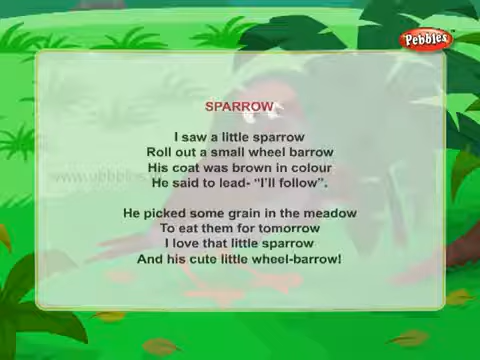 Pebbles
SPARROW
I saw a little sparrow
Roll out a small wheel barrow
His coat was brown in colour
He said to lead- “I’ll follow”.
He picked some grain in the meadow
To eat them for tomorrow
I love that little sparrow
And his cute little wheel-barrow!